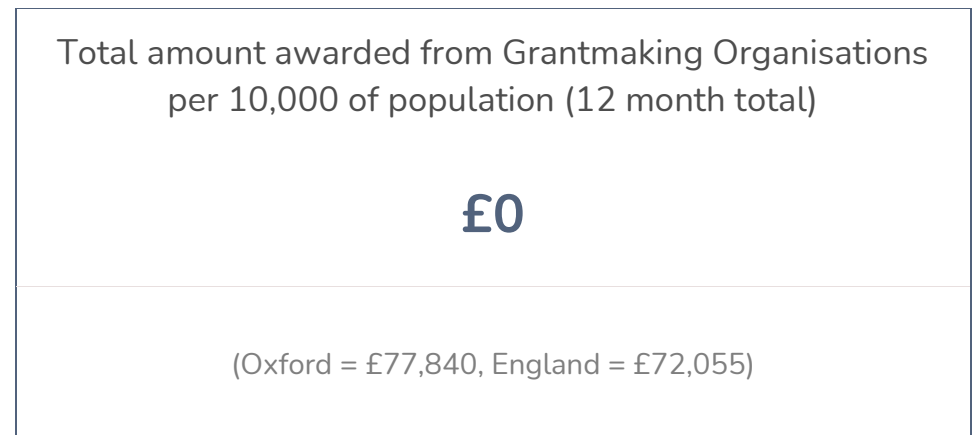 Total amount awarded from Grantmaking Organisations
per 10,000 of population (12 month total)
£0
(Oxford = £77,840, England = £72,055)